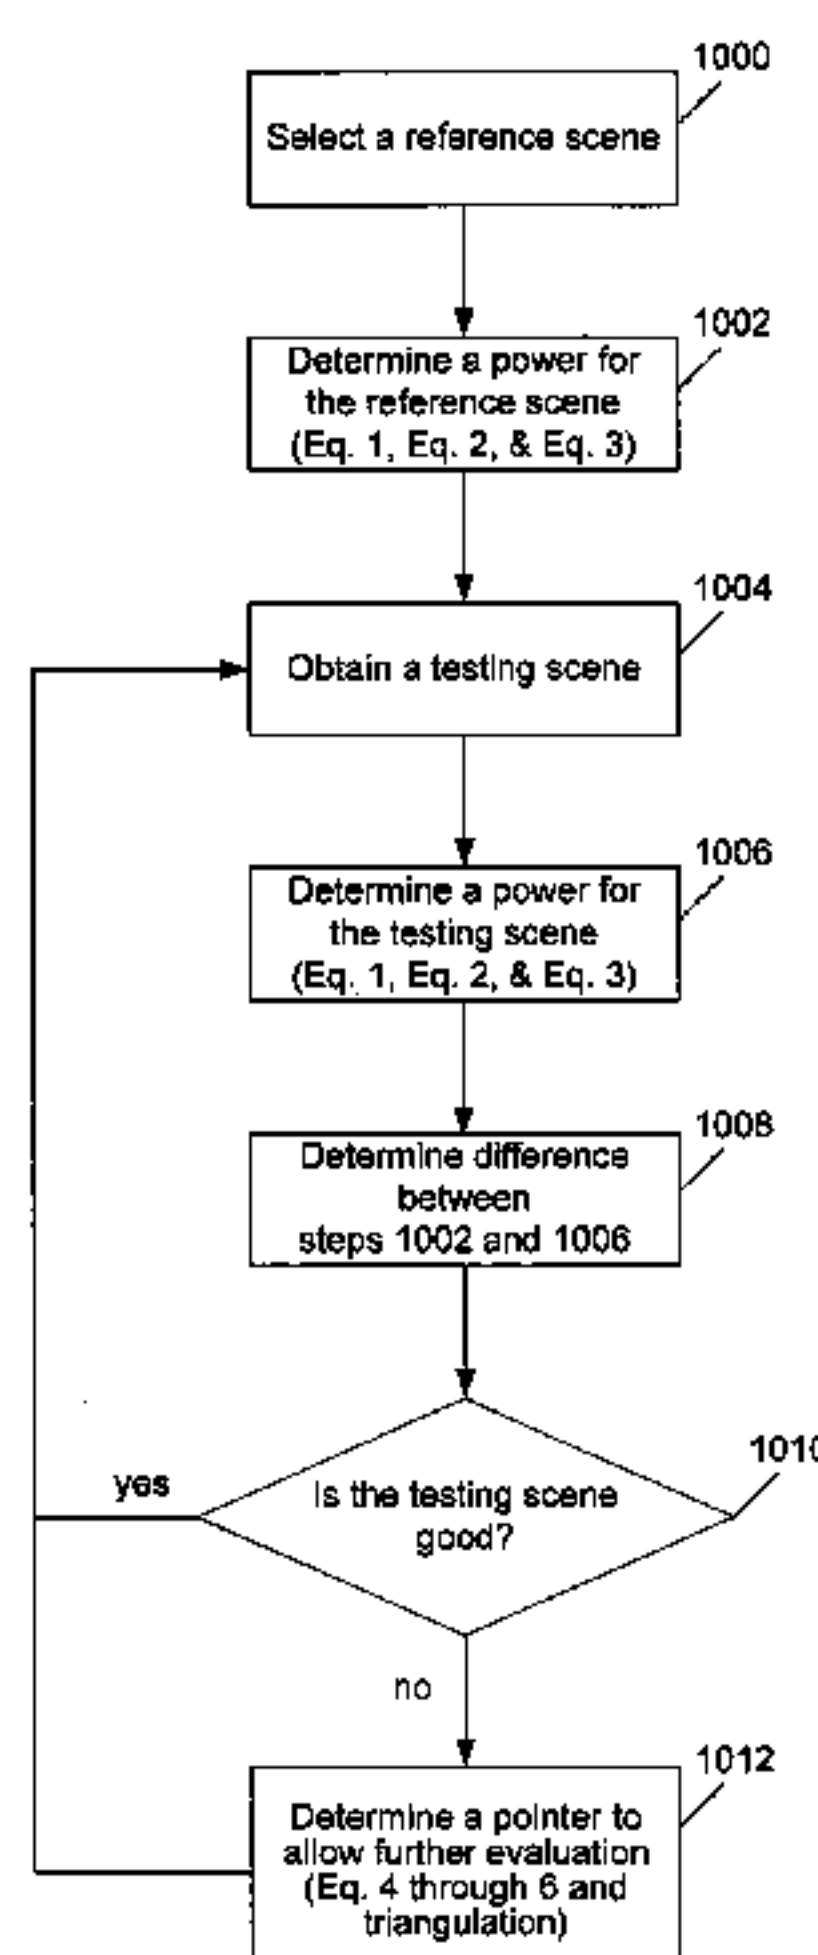 1000
Select a reference scene
1002
Determine a power for
the reference scene
(Eq. 1, Eq. 2, & Eq. 3)
1004
Obtain a testing scene
1006
Determine a power for
the testing scene
(Eq. 1, Eq. 2, & Eq. 3)
1008
Determine difference
between
steps 1002 and 1006
1010
Is the testing scene
good?
yes
no
1012
Determine a pointer to
allow further evaluation
(Eq. 4 through 6 and
triangulation)